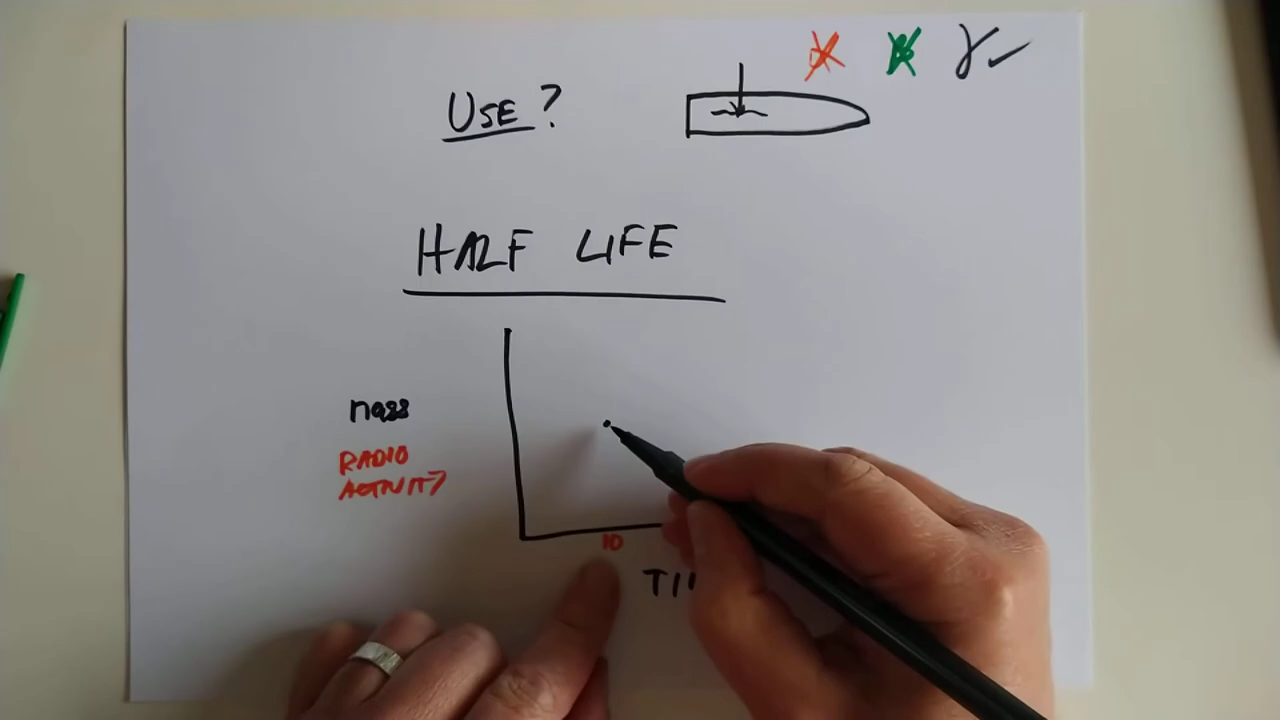 α β γ ✓
USE?
HALF LIFE
mass
RADIO
ACTIVITY
10